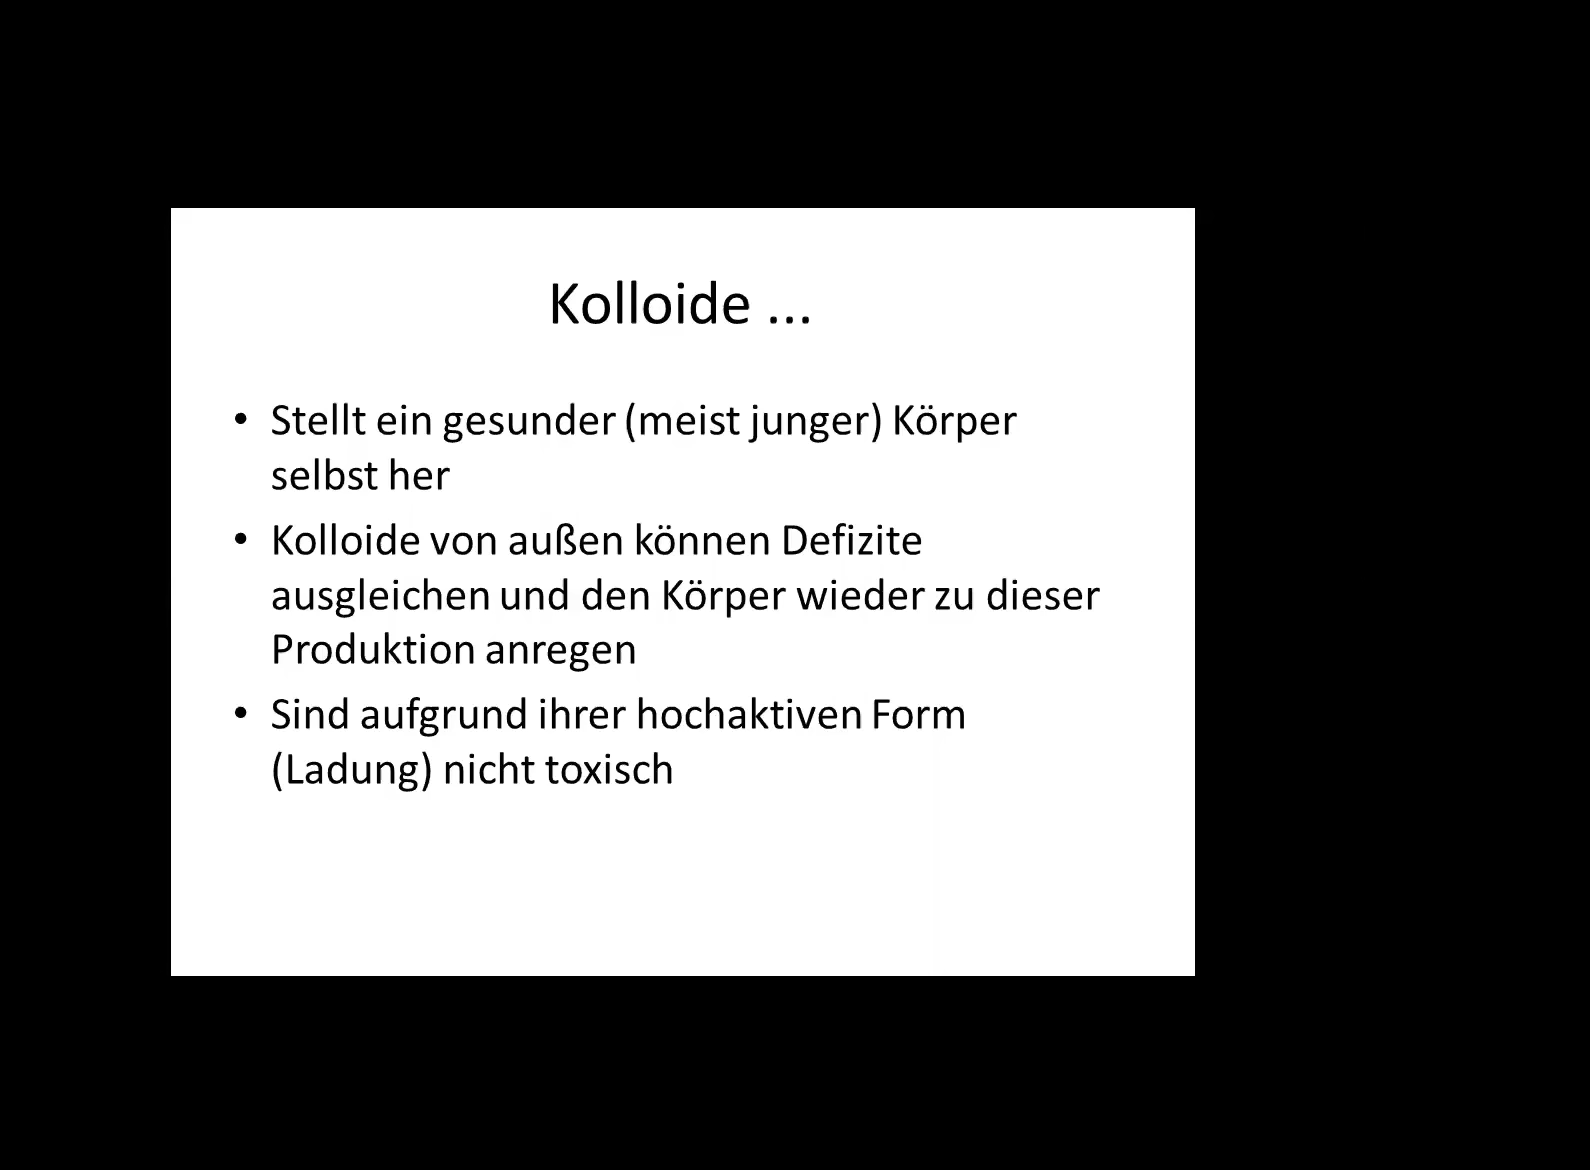 Kolloide ...
• Stellt ein gesunder (meist junger) Körper
selbst her
• Kolloide von außen können Defizite
ausgleichen und den Körper wieder zu dieser
Produktion anregen
• Sind aufgrund ihrer hochaktiven Form
(Ladung) nicht toxisch